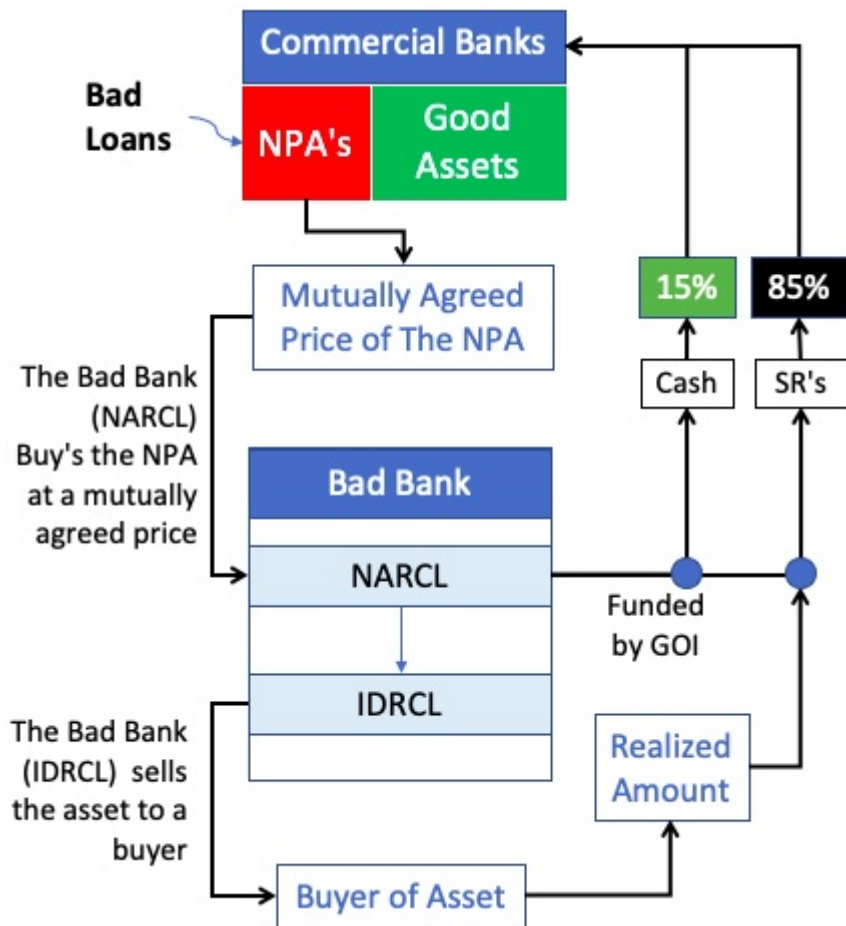 Commercial Banks
Bad
Loans
NPA's
Good
Assets
Mutually Agreed
Price of The NPA
15%
85%
Cash
SR's
The Bad Bank
(NARCL)
Buy's the NPA
at a mutually
agreed price
Bad Bank
NARCL
Funded
by GOI
IDRCL
The Bad Bank
(IDRCL) sells
the asset to a
buyer
Realized
Amount
Buyer of Asset